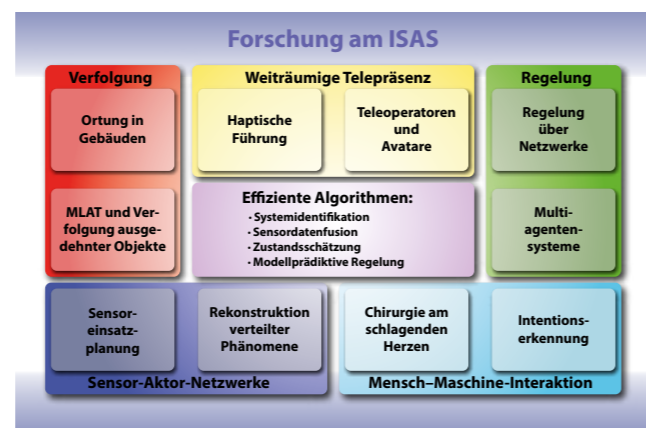 Forschung am ISAS
Verfolgung
Ortung in
Gebäuden
MLAT und Ver-
folgung ausge-
dehnter Objekte
Weiträumige Telepräsenz
Haptische
Führung
Teleoperatoren
und
Avatare
Regelung
Regelung
über
Netzwerke
Multi-
agenten-
systeme
Effiziente Algorithmen:
· Systemidentifikation
· Sensordatenfusion
· Zustandsschätzung
· Modellprädiktive Regelung
Sensor-
einsatz-
planung
Rekonstruktion
verteilter
Phänomene
Sensor-Aktor-Netzwerke
Chirurgie am
schlagenden
Herzen
Intentions-
erkennung
Mensch–Maschine-Interaktion